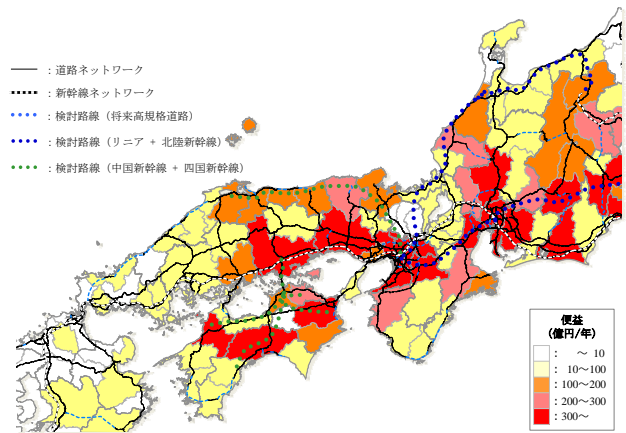 ：道路ネットワーク
：新幹線ネットワーク
：検討路線（将来高規格道路）
：検討路線（リニア + 北陸新幹線）
：検討路線（中国新幹線 + 四国新幹線）
便益
(億円/年)
： ～ 10
： 10～100
：100～200
：200～300
：300～